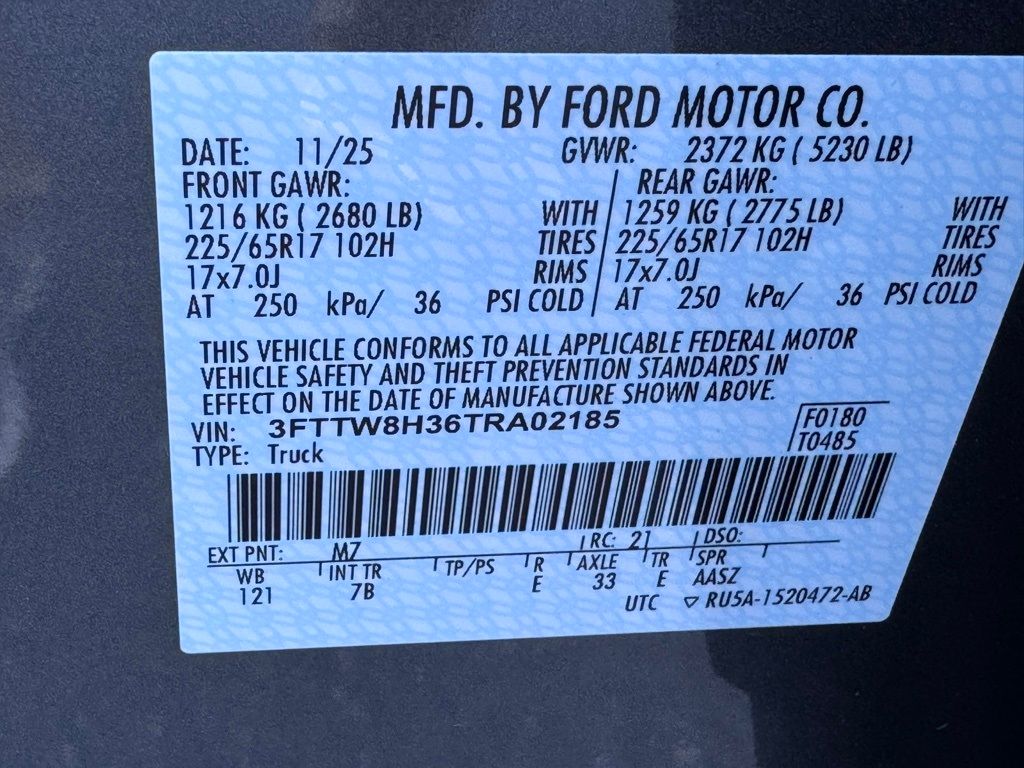 MFD. BY FORD MOTOR CO.
DATE: 11/25 GVWR: 2372 KG ( 5230 LB)
FRONT GAWR: REAR GAWR:
1216 KG ( 2680 LB) WITH 1259 KG ( 2775 LB) WITH
225/65R17 102H TIRES 225/65R17 102H TIRES
17x7.0J RIMS 17x7.0J RIMS
AT 250 kPa/ 36 PSI COLD AT 250 kPa/ 36 PSI COLD
THIS VEHICLE CONFORMS TO ALL APPLICABLE FEDERAL MOTOR
VEHICLE SAFETY AND THEFT PREVENTION STANDARDS IN
EFFECT ON THE DATE OF MANUFACTURE SHOWN ABOVE.
VIN: 3FTTW8H36TRA02185 F0180
TYPE: Truck T0485
EXT PNT: M7 RC: 21 DSO:
WB INT TR TP/PS R AXLE TR SPR
121 7B E 33 E AASZ
UTC ▽ RU5A-1520472-AB